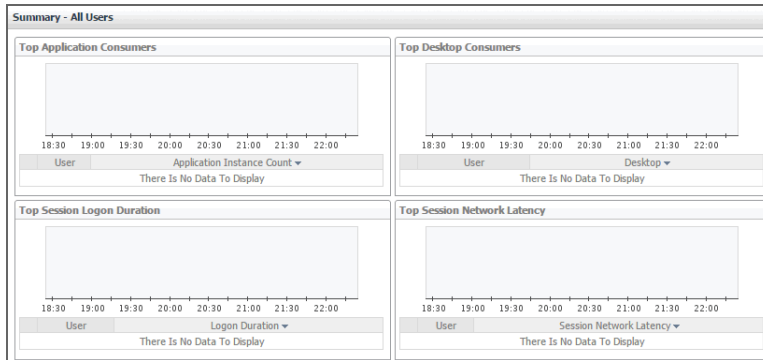 Summary - All Users
Top Application Consumers
18:30 19:00 19:30 20:00 20:30 21:00 21:30 22:00
User Application Instance Count
There Is No Data To Display
Top Desktop Consumers
18:30 19:00 19:30 20:00 20:30 21:00 21:30 22:00
User Desktop
There Is No Data To Display
Top Session Logon Duration
18:30 19:00 19:30 20:00 20:30 21:00 21:30 22:00
User Logon Duration
There Is No Data To Display
Top Session Network Latency
18:30 19:00 19:30 20:00 20:30 21:00 21:30 22:00
User Session Network Latency
There Is No Data To Display